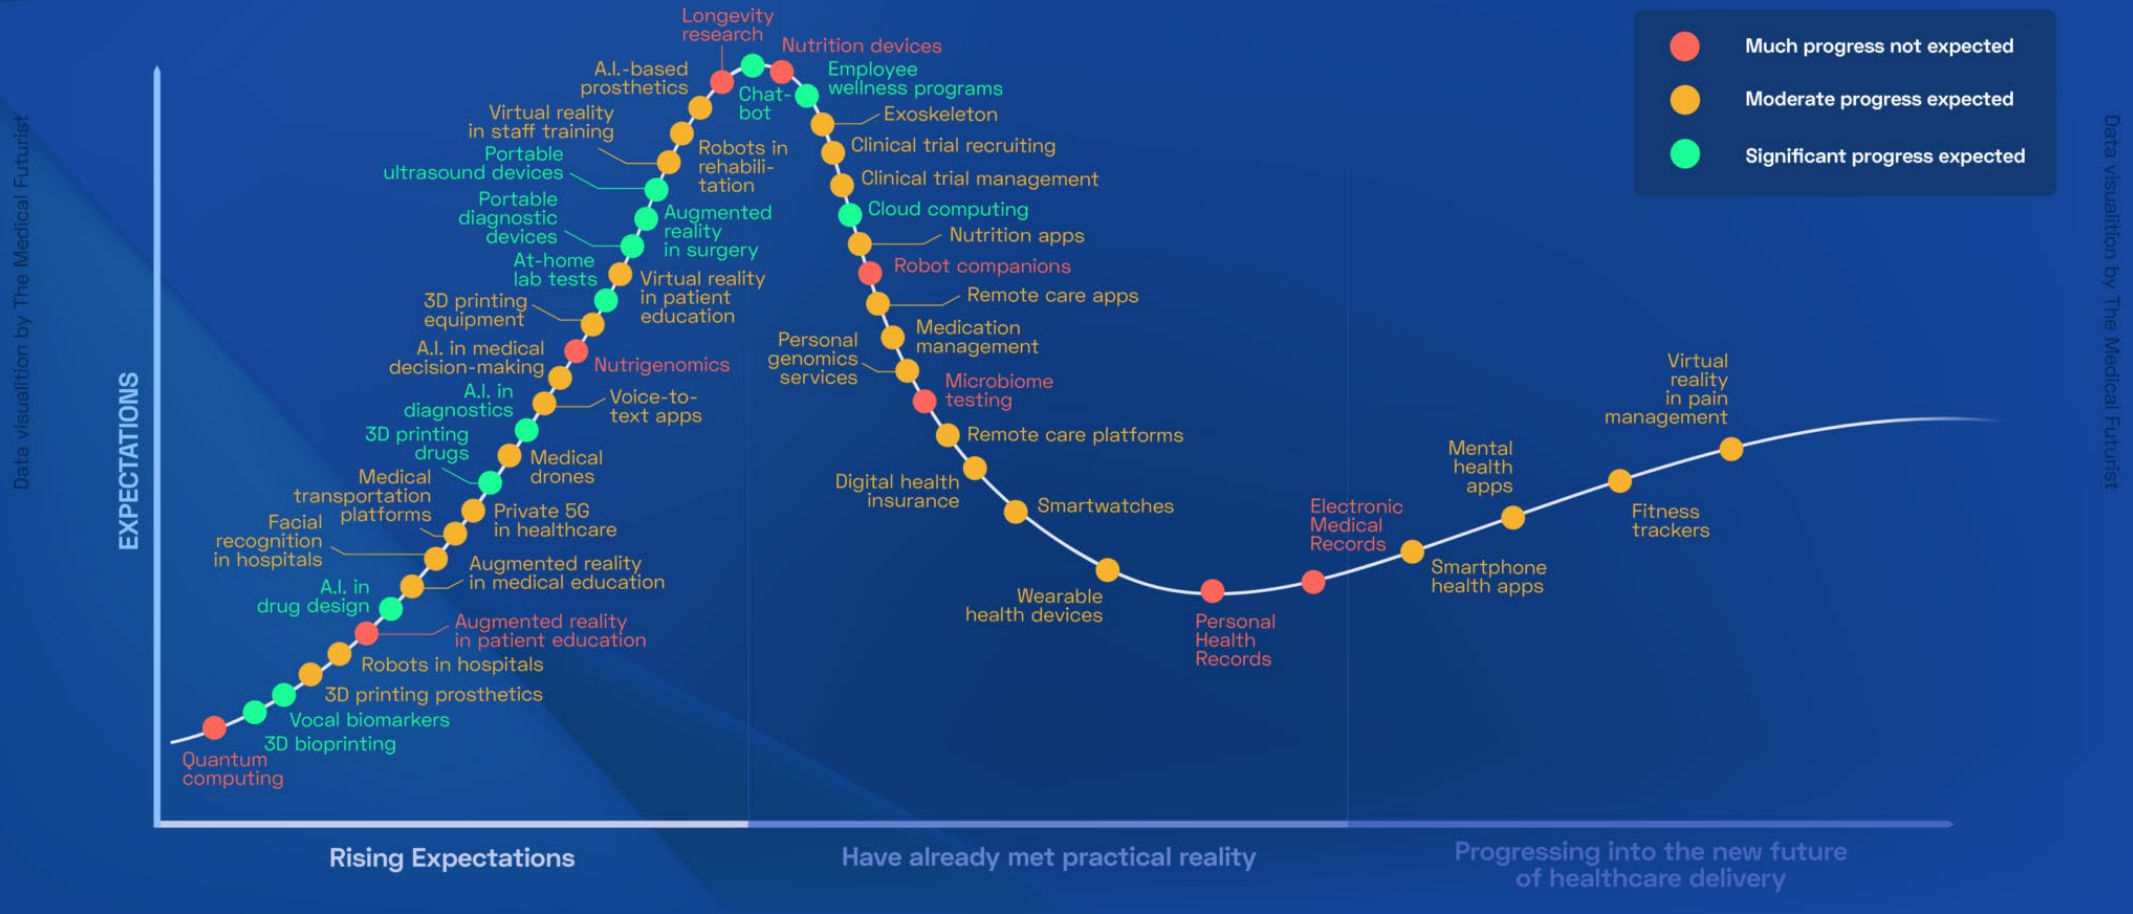 Longevity
research
Nutrition devices
A.I.-based
prosthetics
Employee
wellness programs
Chat-
bot
Virtual reality
in staff training
Exoskeleton
Robots in
rehabili-
tation
Clinical trial recruiting
Portable
ultrasound devices
Clinical trial management
Portable
diagnostic
devices
Augmented
reality
in surgery
Cloud computing
Nutrition apps
At-home
lab tests
Virtual reality
in patient
education
Robot companions
3D printing
equipment
Remote care apps
A.I. in medical
decision-making
Nutrigenomics
Medication
management
Personal
genomics
services
A.I. in
diagnostics
Voice-to-
text apps
Microbiome
testing
3D printing
drugs
Medical
drones
Remote care platforms
Medical
transportation
platforms
Private 5G
in healthcare
Digital health
insurance
Smartwatches
Facial
recognition
in hospitals
Augmented reality
in medical education
A.I. in
drug design
Augmented reality
in patient education
Robots in hospitals
3D printing prosthetics
Vocal biomarkers
3D bioprinting
Quantum
computing
Wearable
health devices
Personal
Health
Records
Electronic
Medical
Records
Smartphone
health apps
Mental
health
apps
Fitness
trackers
Virtual
reality
in pain
management
Much progress not expected
Moderate progress expected
Significant progress expected
EXPECTATIONS
Rising Expectations
Have already met practical reality
Progressing into the new future
of healthcare delivery
Data visualition by The Medical Futurist
Data visualition by The Medical Futurist